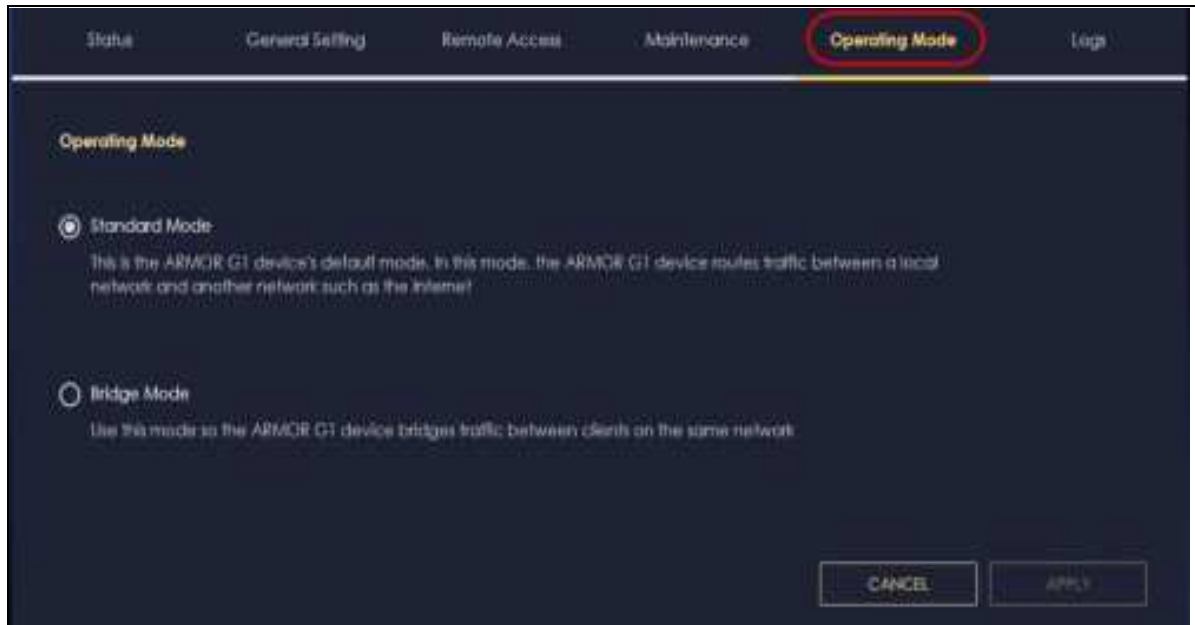 Status General Setting Remote Access Maintenance Operating Mode Logs
Operating Mode
Standard Mode
This is the ARMOR G1 device's default mode. In this mode, the ARMOR G1 device routes traffic between a local
network and another network such as the Internet
Bridge Mode
Use this mode so the ARMOR G1 device bridges traffic between clients on the same network
CANCEL APPLY